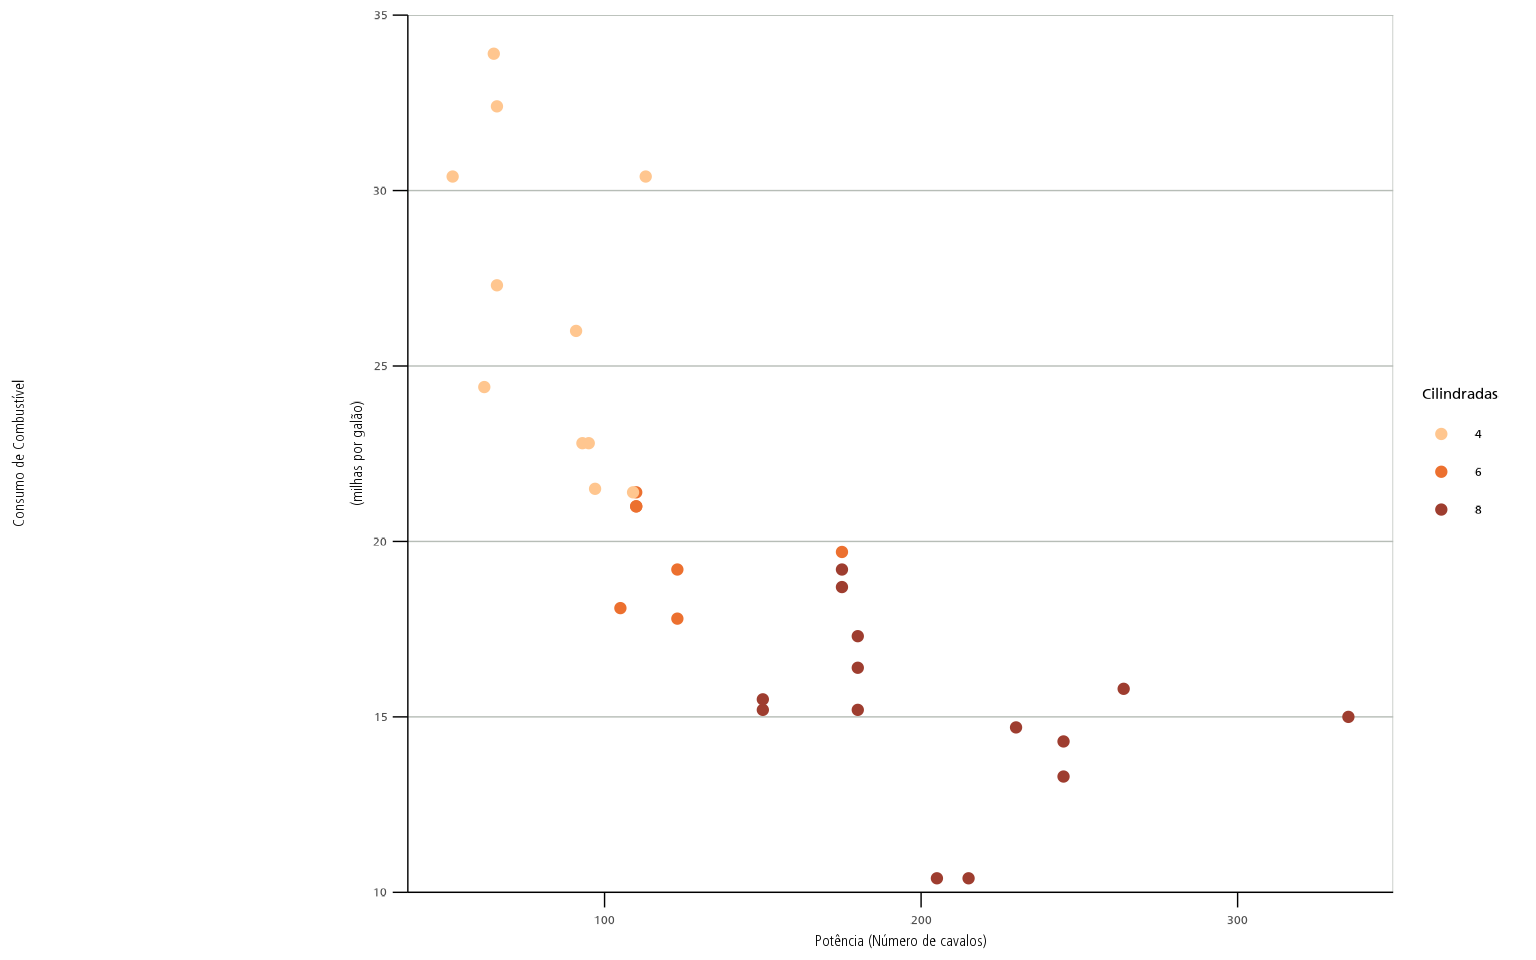 Consumo de Combustível
(milhas por galão)
35
30
25
20
15
10
100 200 300
Potência (Número de cavalos)
Cilindradas
4
6
8